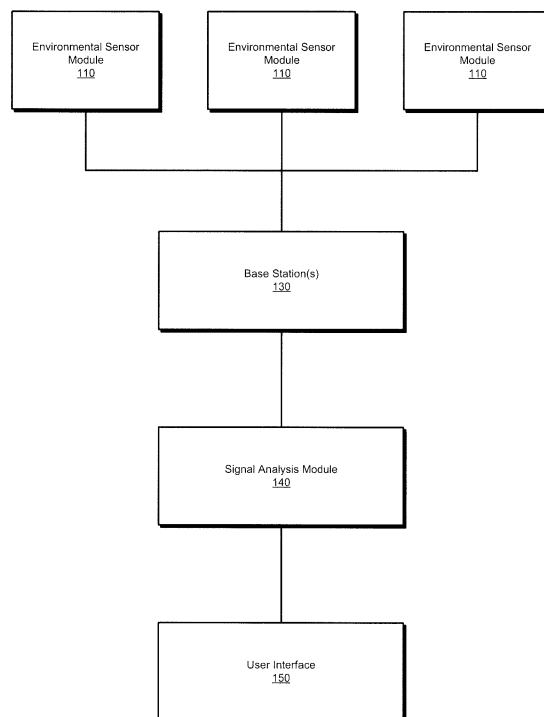 Environmental Sensor
Module
110
Environmental Sensor
Module
110
Environmental Sensor
Module
110
Base Station(s)
130
Signal Analysis Module
140
User Interface
150